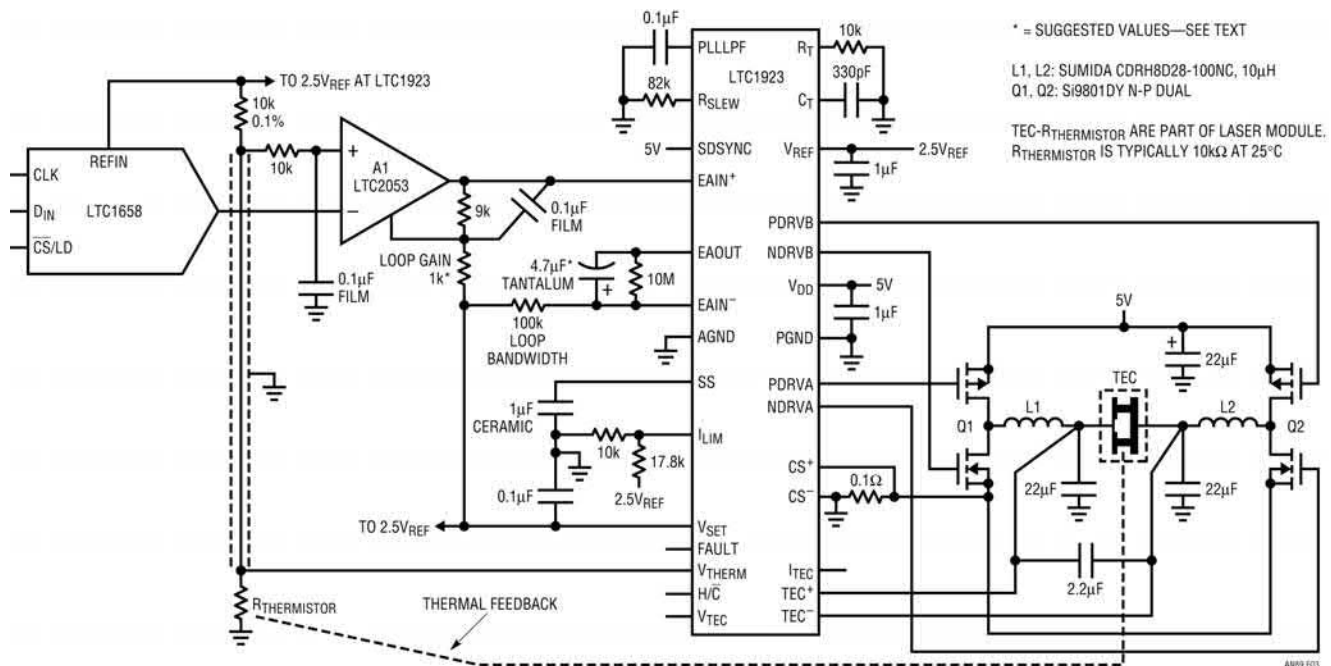 0.1µF
PLLLPF
82k
RSLEW
5V
SDSYNC
EAIN+
EAOUT
EAIN–
AGND
SS
ILIM
VSET
FAULT
VTHERM
H/C̅
VTEC
LTC1923
RT
10k
330pF
CT
VREF
2.5VREF
1µF
PDRVB
NDRVB
VDD
5V
1µF
PGND
PDRVA
NDRVA
CS+
CS–
0.1Ω
ITEC
TEC+
TEC–
* = SUGGESTED VALUES—SEE TEXT
L1, L2: SUMIDA CDRH8D28-100NC, 10µH
Q1, Q2: Si9801DY N-P DUAL
TEC-RTHERMISTOR ARE PART OF LASER MODULE.
RTHERMISTOR IS TYPICALLY 10kΩ AT 25°C
TO 2.5VREF AT LTC1923
10k
0.1%
REFIN
CLK
DIN
C̅S̅/LD
LTC1658
10k
+
–
A1
LTC2053
0.1µF
FILM
9k
0.1µF
FILM
LOOP GAIN
1k*
4.7µF*
TANTALUM
+
10M
100k
LOOP
BANDWIDTH
1µF
CERAMIC
10k
17.8k
2.5VREF
0.1µF
TO 2.5VREF
RTHERMISTOR
THERMAL FEEDBACK
5V
+
22µF
TEC
L1
L2
Q1
Q2
22µF
22µF
2.2µF
AN89 F03